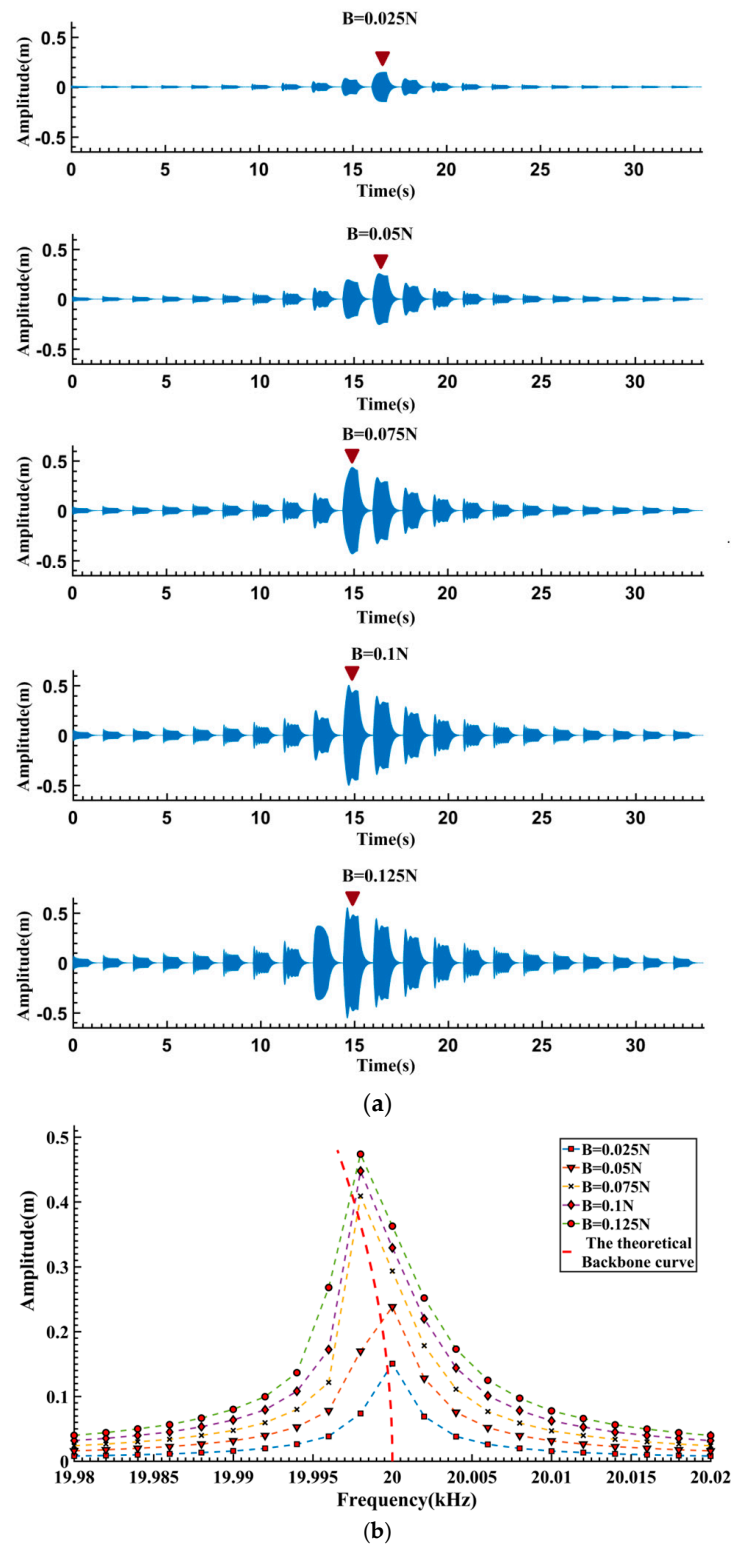 B=0.025N
0.5
0
-0.5
Amplitude(m)
0 5 10 15 20 25 30
Time(s)
B=0.05N
0.5
0
-0.5
Amplitude(m)
0 5 10 15 20 25 30
Time(s)
B=0.075N
0.5
0
-0.5
Amplitude(m)
0 5 10 15 20 25 30
Time(s)
B=0.1N
0.5
0
-0.5
Amplitude(m)
0 5 10 15 20 25 30
Time(s)
B=0.125N
0.5
0
-0.5
Amplitude(m)
0 5 10 15 20 25 30
Time(s)
(a)
0.5
0.4
0.3
0.2
0.1
0
Amplitude(m)
B=0.025N
B=0.05N
B=0.075N
B=0.1N
B=0.125N
The theoretical
Backbone curve
19.98 19.985 19.99 19.995 20 20.005 20.01 20.015 20.02
Frequency(kHz)
(b)